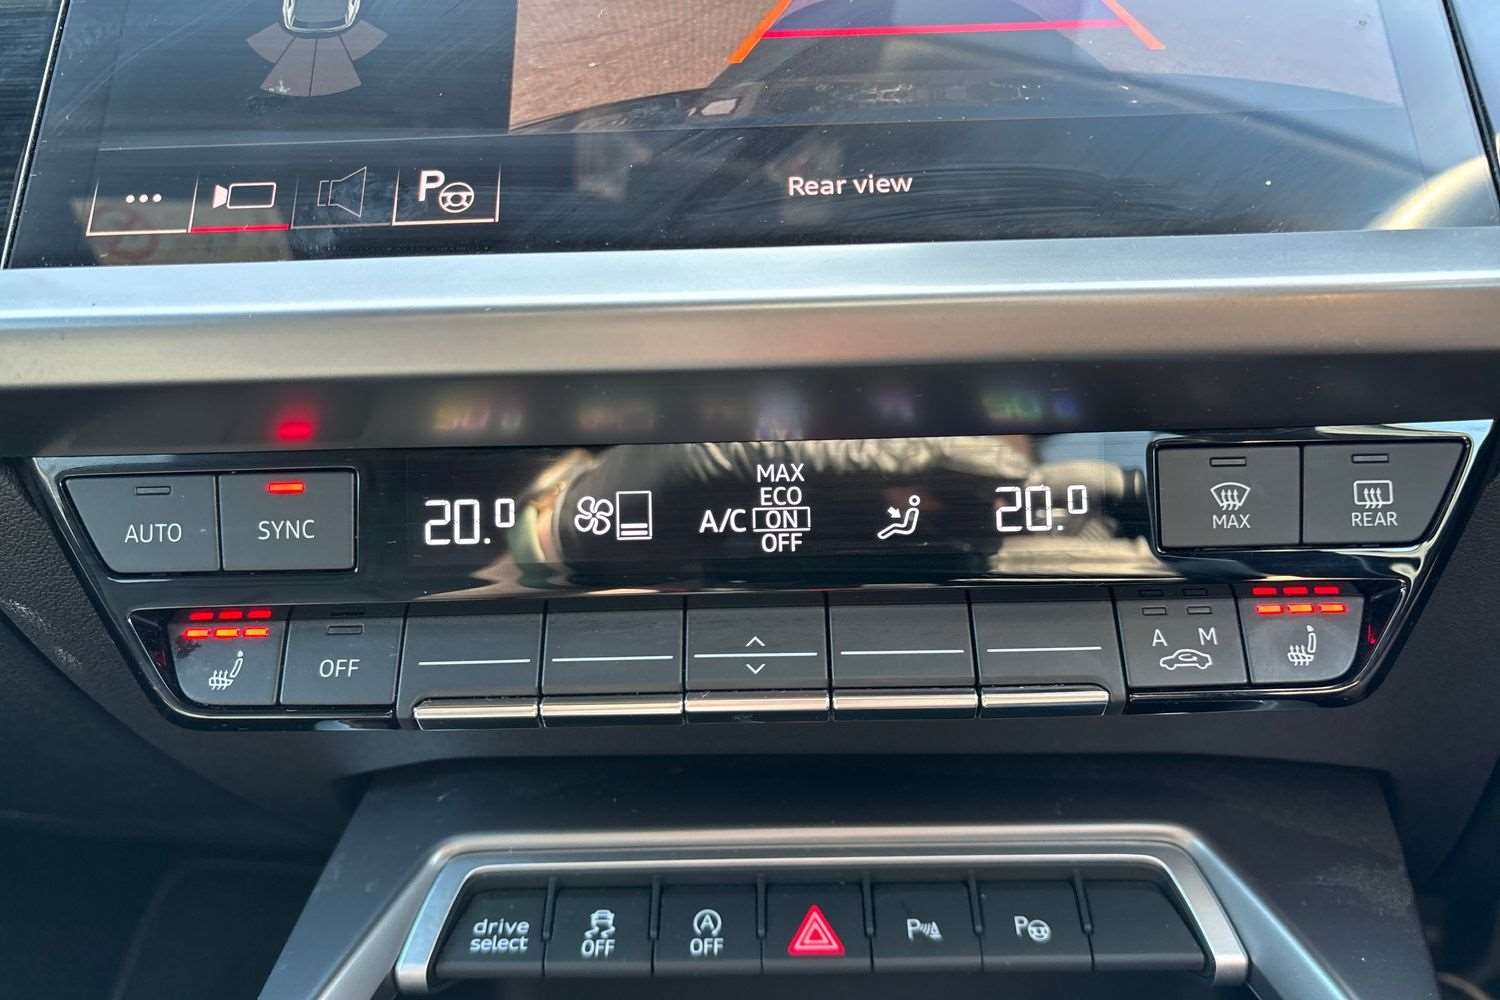 P
Rear view
MAX
ECO
A/C ON
OFF
20.0
20.0
AUTO
SYNC
MAX
REAR
OFF
A M
drive
select
OFF
A
OFF
P
P